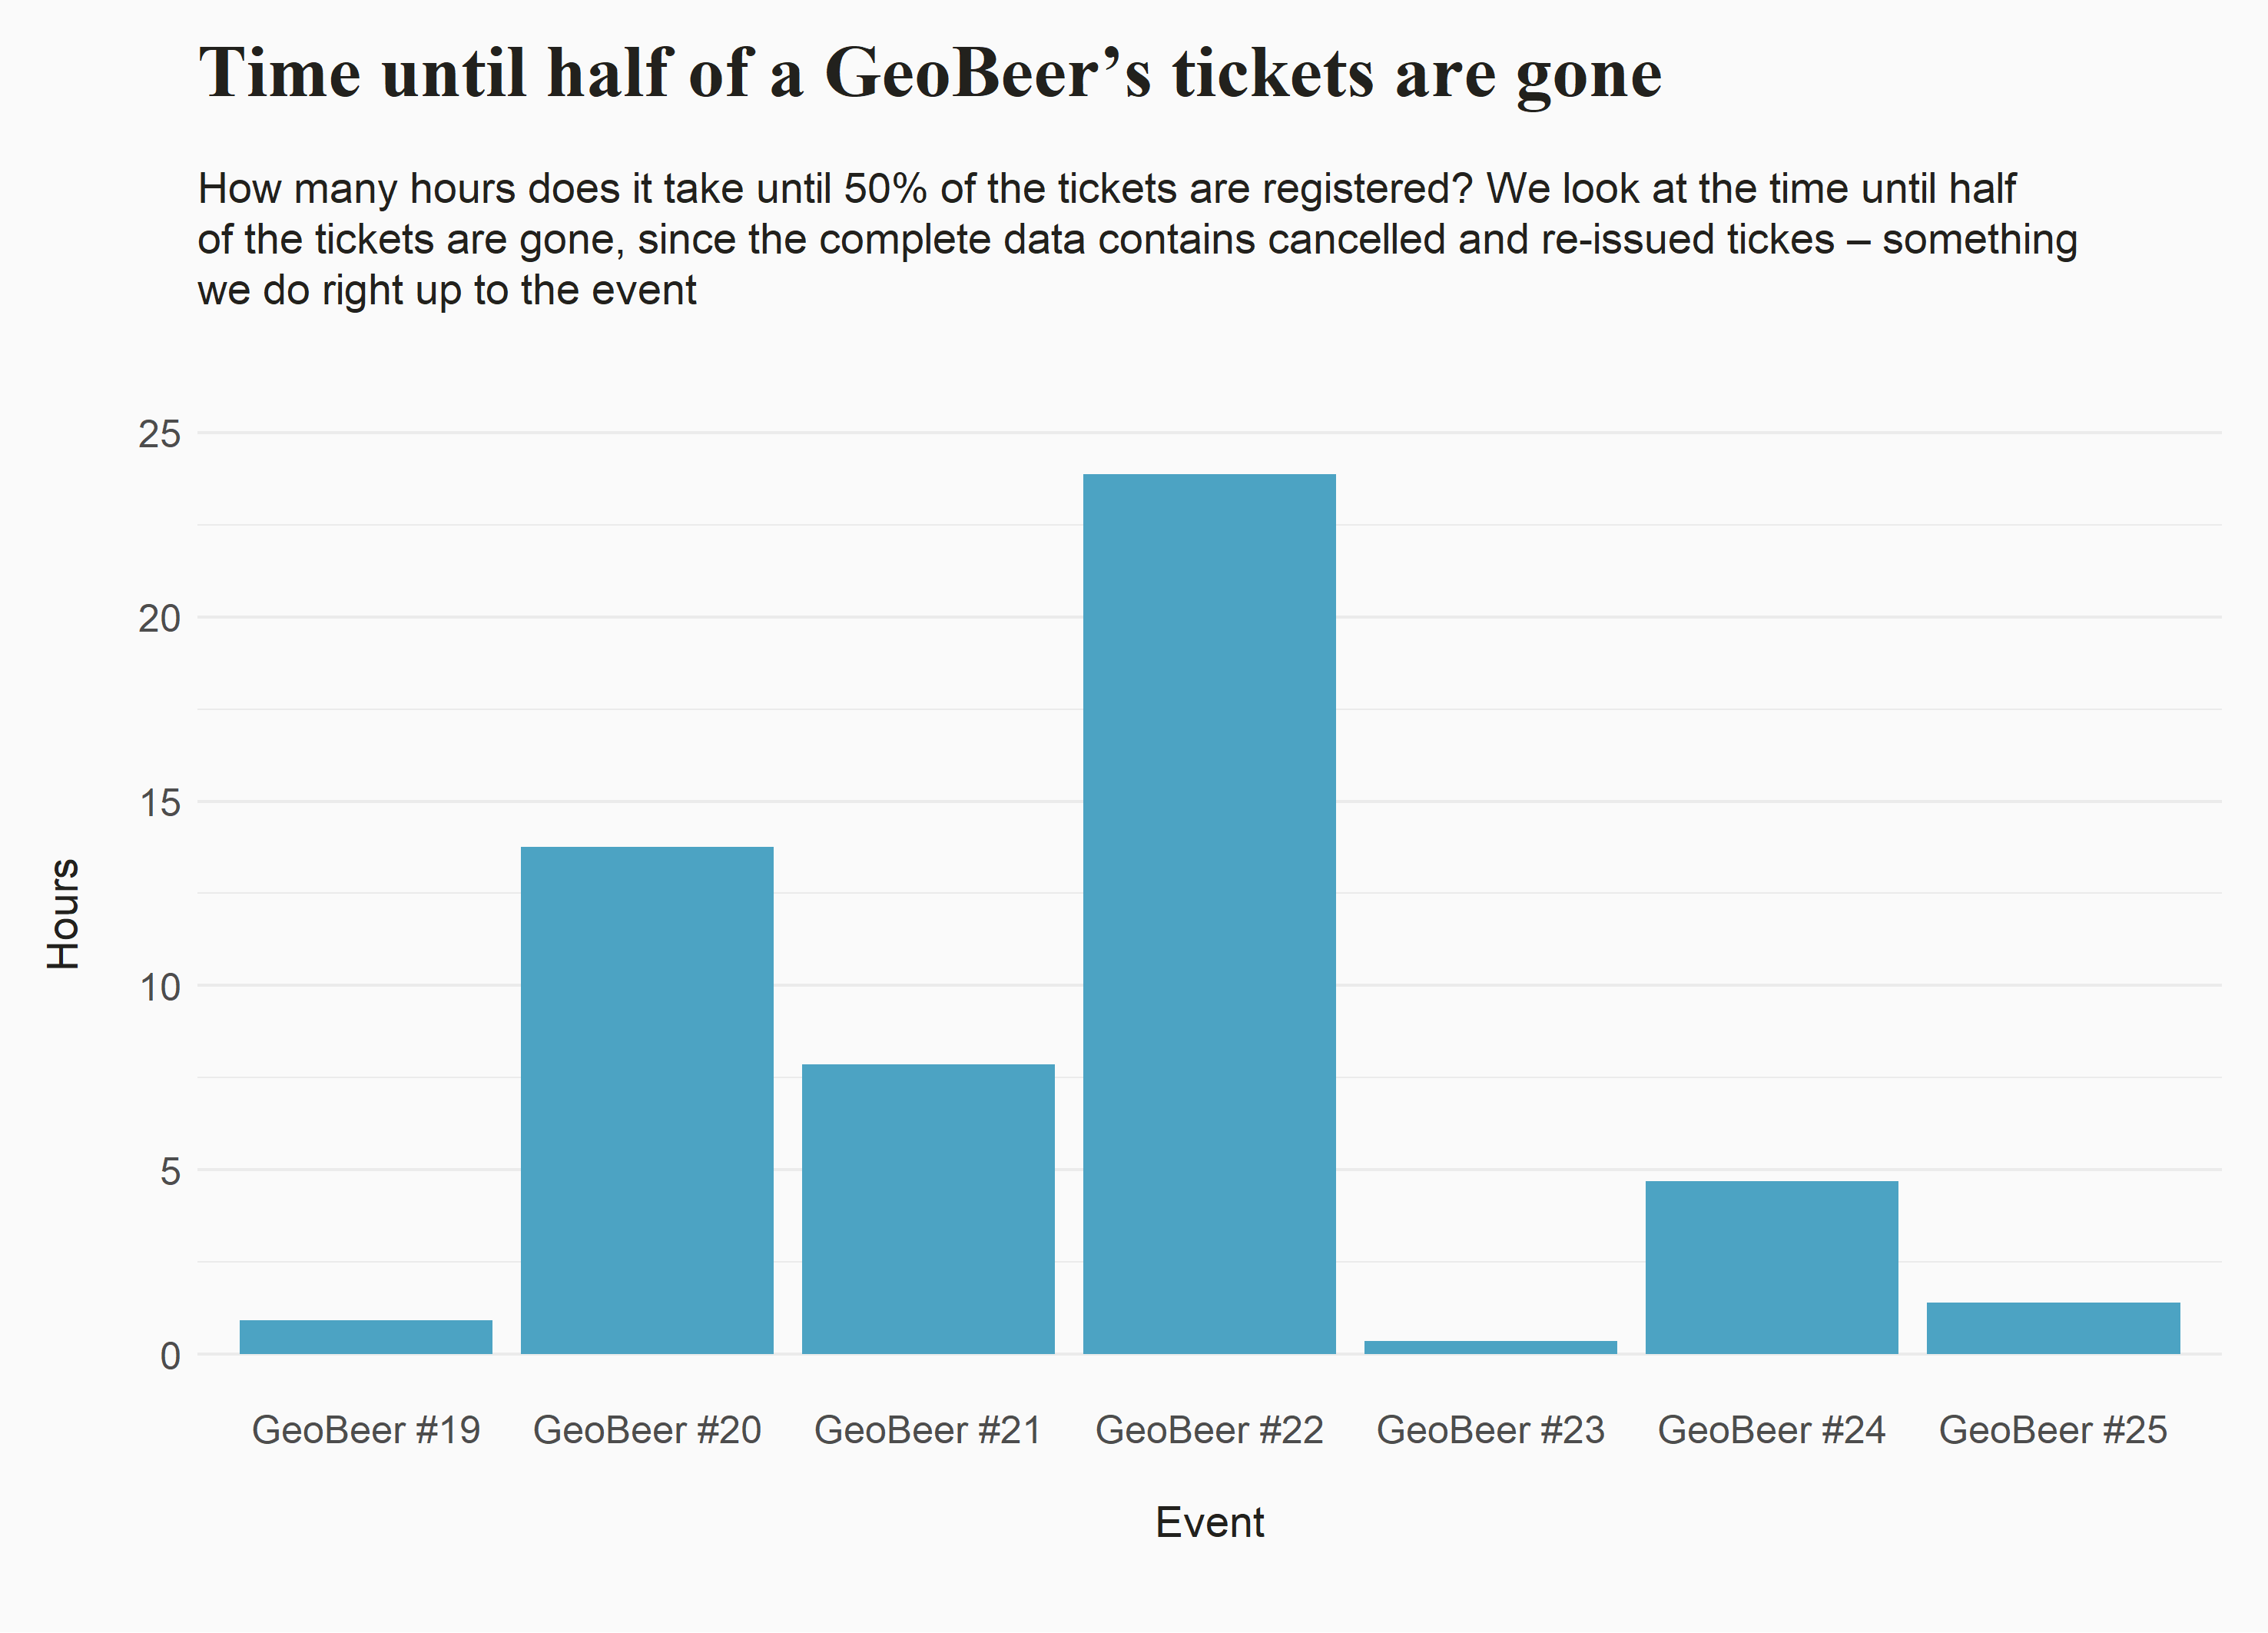 Time until half of a GeoBeer’s tickets are gone
How many hours does it take until 50% of the tickets are registered? We look at the time until half
of the tickets are gone, since the complete data contains cancelled and re-issued tickes – something
we do right up to the event
25
20
15
10
5
0
Hours
GeoBeer #19 GeoBeer #20 GeoBeer #21 GeoBeer #22 GeoBeer #23 GeoBeer #24 GeoBeer #25
Event